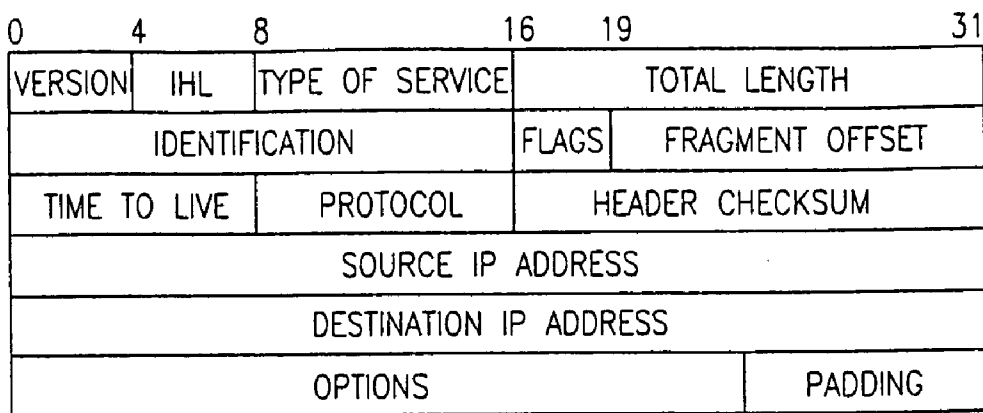 0 4 8 16 19 31
VERSION IHL TYPE OF SERVICE TOTAL LENGTH
IDENTIFICATION FLAGS FRAGMENT OFFSET
TIME TO LIVE PROTOCOL HEADER CHECKSUM
SOURCE IP ADDRESS
DESTINATION IP ADDRESS
OPTIONS PADDING